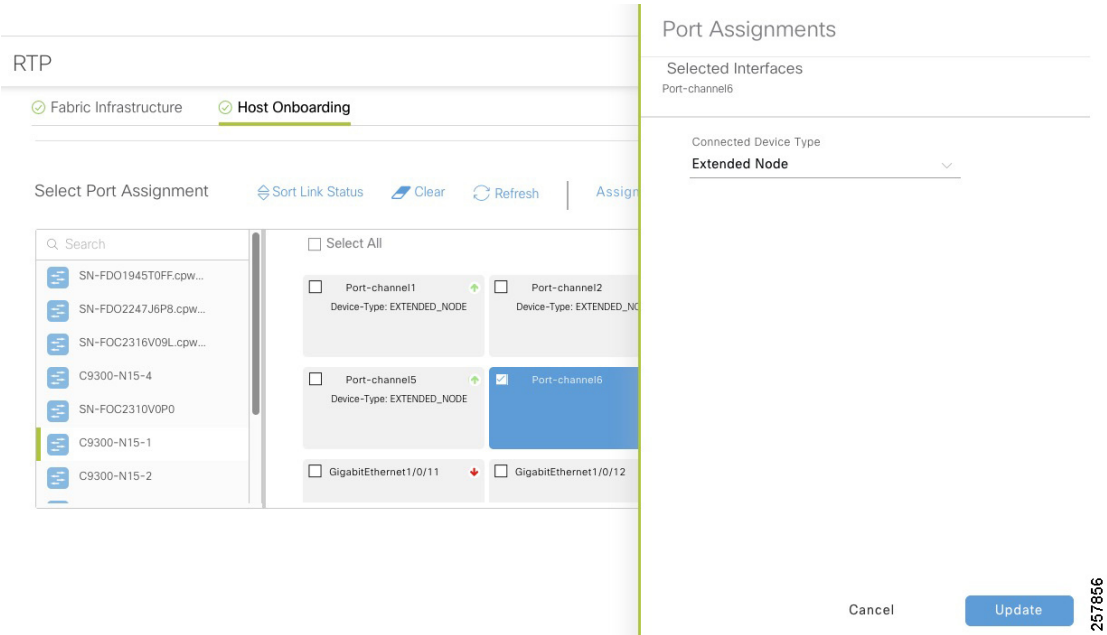 RTP
Fabric Infrastructure
Host Onboarding
Select Port Assignment
Sort Link Status
Clear
Refresh
Assign
Search
SN-FDO1945T0FF.cpw...
SN-FDO2247J6P8.cpw...
SN-FOC2316V09L.cpw...
C9300-N15-4
SN-FOC2310V0P0
C9300-N15-1
C9300-N15-2
Select All
Port-channel1
Device-Type: EXTENDED_NODE
Port-channel2
Device-Type: EXTENDED_NO
Port-channel5
Device-Type: EXTENDED_NODE
Port-channel6
GigabitEthernet1/0/11
GigabitEthernet1/0/12
Port Assignments
Selected Interfaces
Port-channel6
Connected Device Type
Extended Node
Cancel
Update
257856